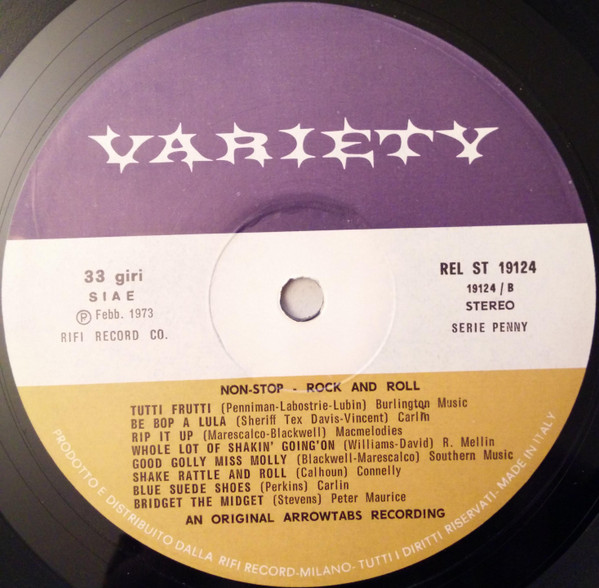 VARIETY
33 giri
SIAE
Ⓟ Febb. 1973
RIFI RECORD CO.
REL ST 19124
19124/B
STEREO
SERIE PENNY
NON-STOP - ROCK AND ROLL
TUTTI FRUTTI (Penniman-Labostrie-Lubin) Burlington Music
BE BOP A LULA (Sheriff Tex Davis-Vincent) Carlin
RIP IT UP (Marescalco-Blackwell) Macmelodies
WHOLE LOT OF SHAKIN' GOING'ON (Williams-David) R. Mellin
GOOD GOLLY MISS MOLLY (Blackwell-Marescalco) Southern Music
SHAKE RATTLE AND ROLL (Calhoun) Connelly
BLUE SUEDE SHOES (Perkins) Carlin
BRIDGET THE MIDGET (Stevens) Peter Maurice
AN ORIGINAL ARROWTABS RECORDING
PRODOTTO E DISTRIBUITO DALLA RIFI RECORD-MILANO-TUTTI I DIRITTI RISERVATI-MADE IN ITALY